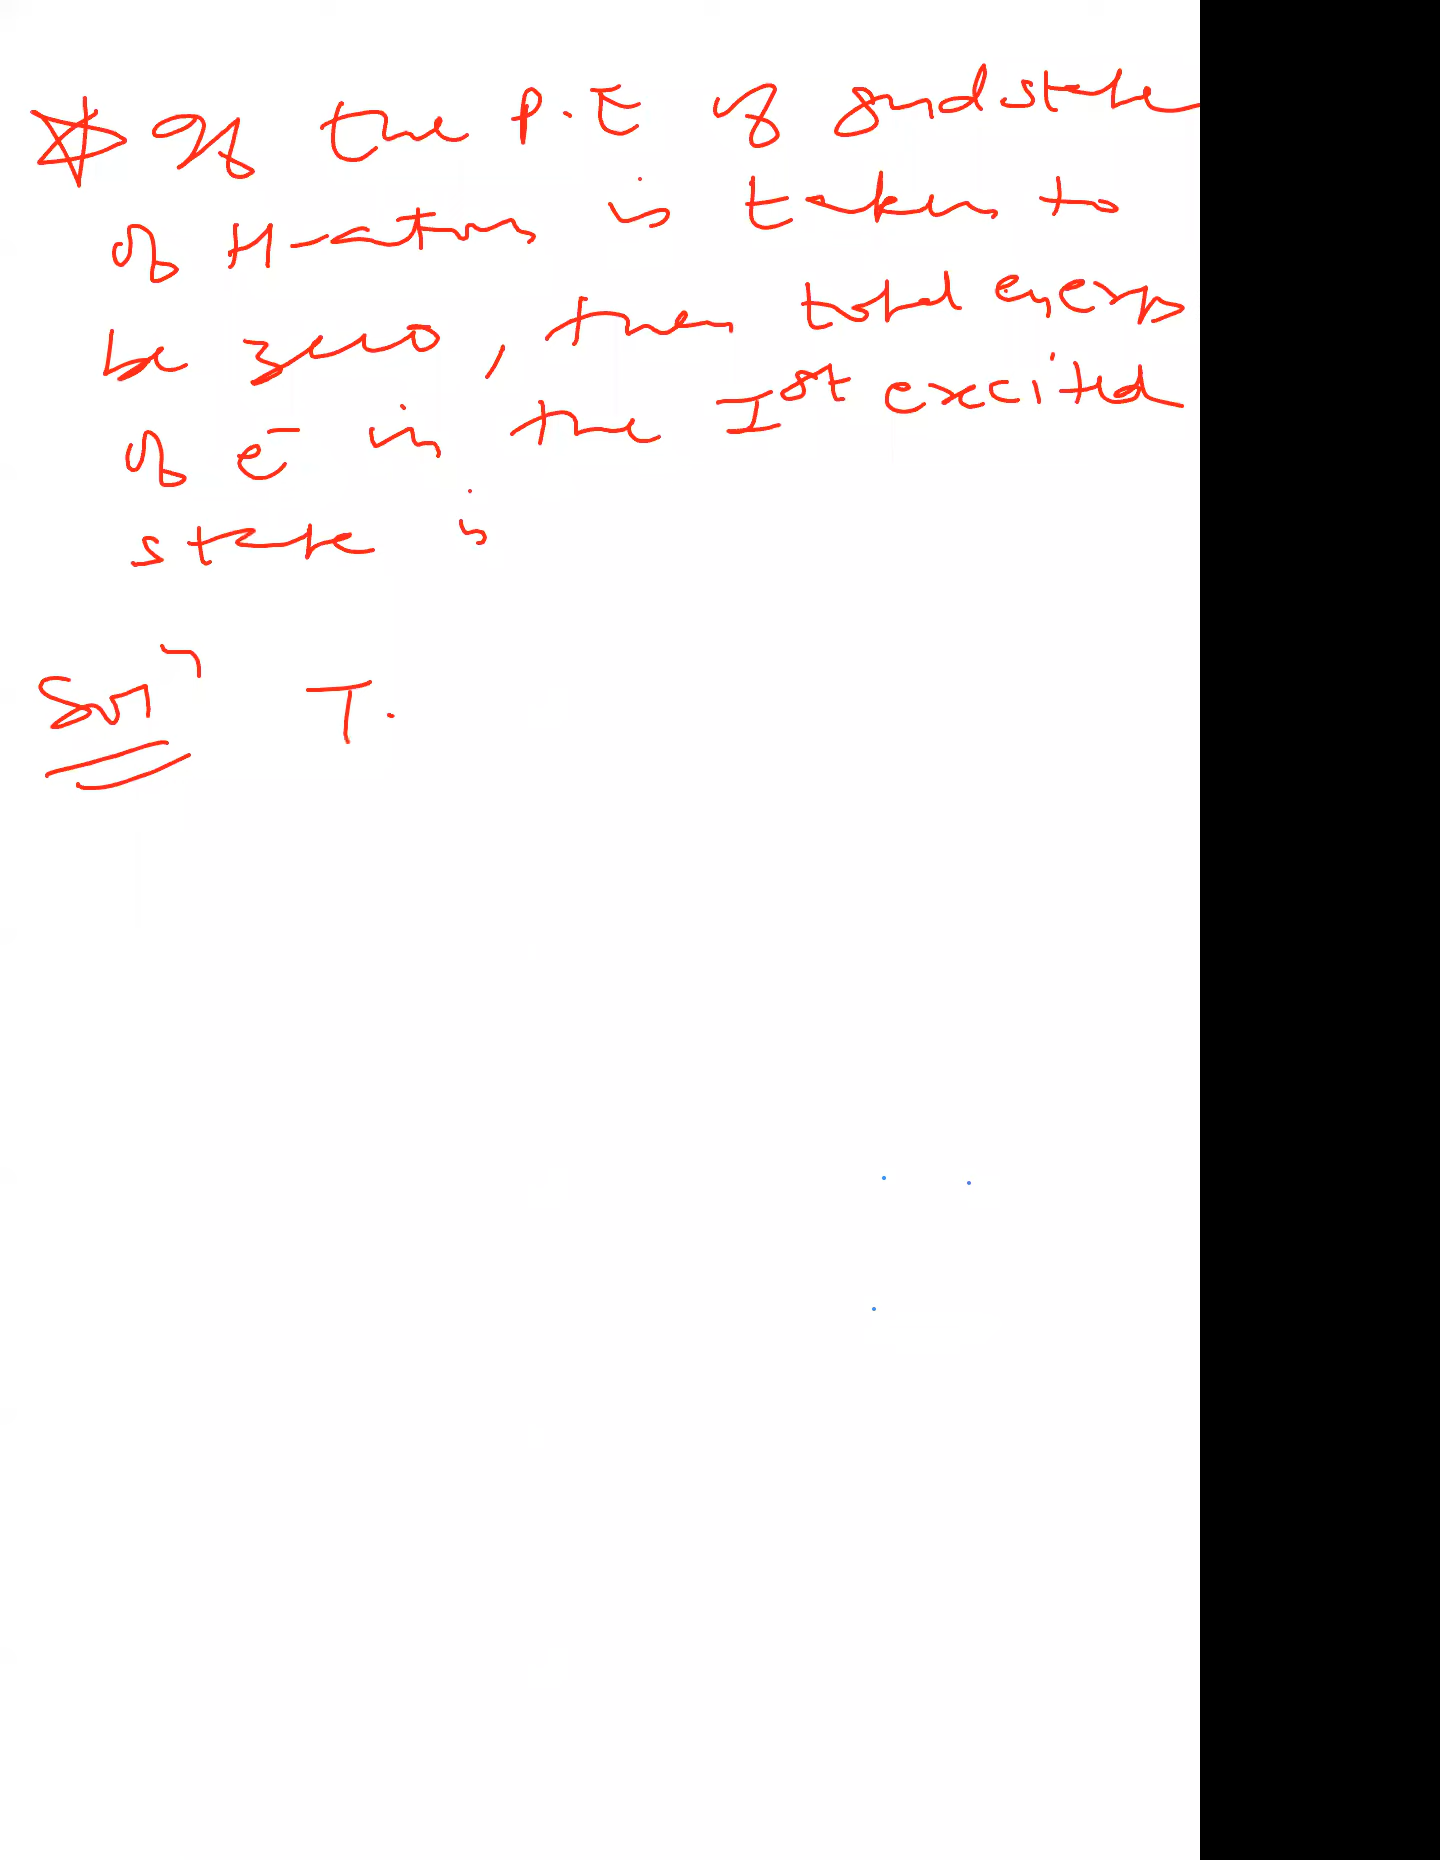 If the P.E of grndstate
of H-atom is taken to
be zero, then total energy
of e⁻ in the Ist excited
state is
Solⁿ T.